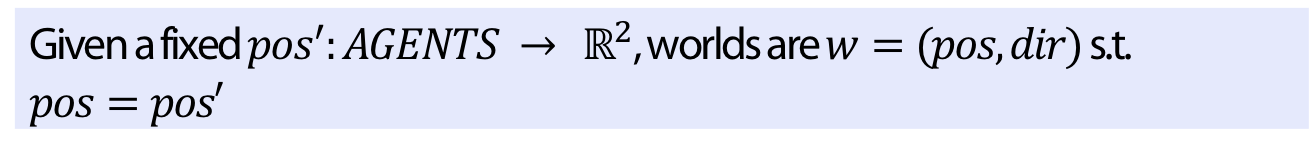 Given a fixed pos′: AGENTS → ℝ², worlds are w = (pos, dir) s.t.
pos = pos′